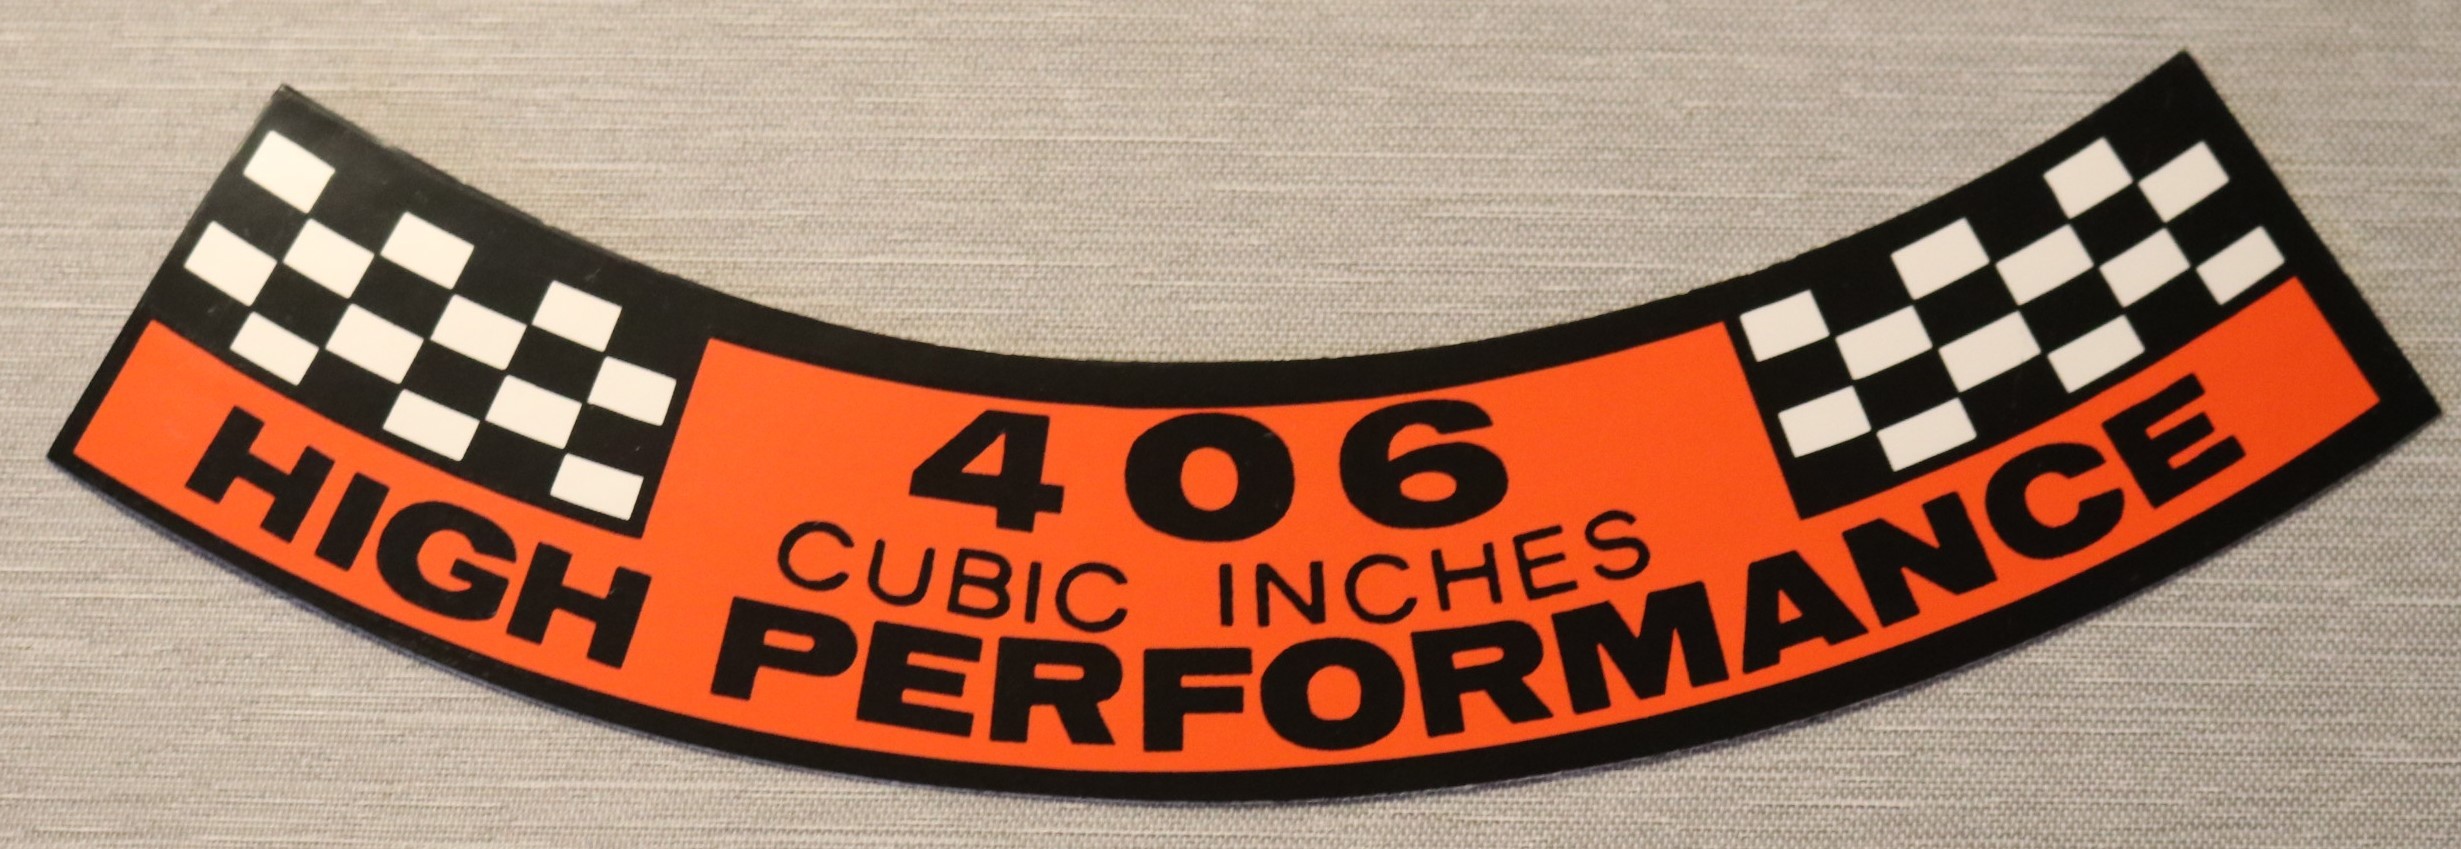 406
CUBIC INCHES
HIGH PERFORMANCE